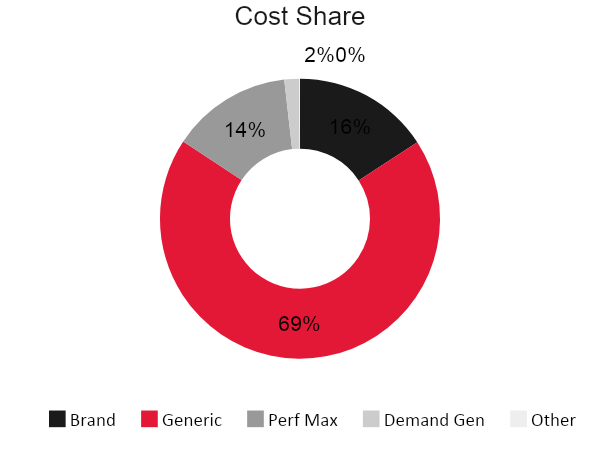 Cost Share
2%0%
16%
14%
69%
Brand Generic Perf Max Demand Gen Other